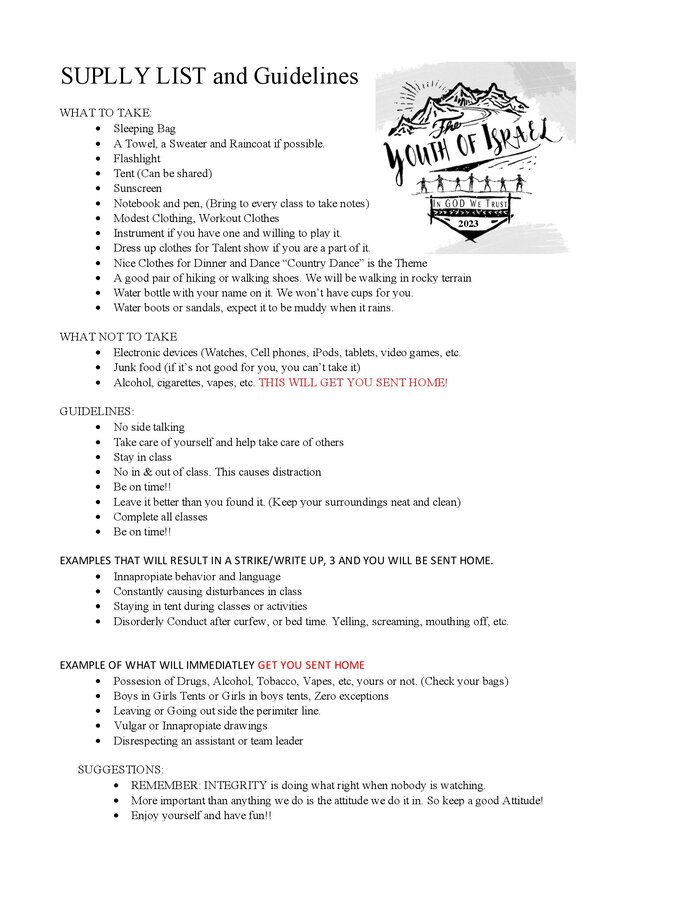 SUPLLY LIST and Guidelines
The
YOUTH OF ISRAEL
IN GOD WE TRUST
2023
WHAT TO TAKE:
• Sleeping Bag
• A Towel, a Sweater and Raincoat if possible.
• Flashlight
• Tent (Can be shared)
• Sunscreen
• Notebook and pen, (Bring to every class to take notes)
• Modest Clothing, Workout Clothes
• Instrument if you have one and willing to play it.
• Dress up clothes for Talent show if you are a part of it.
• Nice Clothes for Dinner and Dance “Country Dance” is the Theme
• A good pair of hiking or walking shoes. We will be walking in rocky terrain
• Water bottle with your name on it. We won’t have cups for you.
• Water boots or sandals, expect it to be muddy when it rains.
WHAT NOT TO TAKE
• Electronic devices (Watches, Cell phones, iPods, tablets, video games, etc.
• Junk food (if it’s not good for you, you can’t take it)
• Alcohol, cigarettes, vapes, etc. THIS WILL GET YOU SENT HOME!
GUIDELINES:
• No side talking
• Take care of yourself and help take care of others
• Stay in class
• No in & out of class. This causes distraction
• Be on time!!
• Leave it better than you found it. (Keep your surroundings neat and clean)
• Complete all classes
• Be on time!!
EXAMPLES THAT WILL RESULT IN A STRIKE/WRITE UP, 3 AND YOU WILL BE SENT HOME.
• Innapropiate behavior and language
• Constantly causing disturbances in class
• Staying in tent during classes or activities
• Disorderly Conduct after curfew, or bed time. Yelling, screaming, mouthing off, etc.
EXAMPLE OF WHAT WILL IMMEDIATLEY GET YOU SENT HOME
• Possesion of Drugs, Alcohol, Tobacco, Vapes, etc, yours or not. (Check your bags)
• Boys in Girls Tents or Girls in boys tents, Zero exceptions
• Leaving or Going out side the perimiter line.
• Vulgar or Innapropiate drawings
• Disrespecting an assistant or team leader
SUGGESTIONS:
• REMEMBER: INTEGRITY is doing what right when nobody is watching.
• More important than anything we do is the attitude we do it in. So keep a good Attitude!
• Enjoy yourself and have fun!!